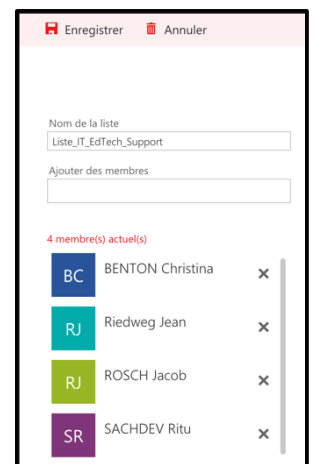 Enregistrer Annuler
Nom de la liste
Liste_IT_EdTech_Support
Ajouter des membres
4 membre(s) actuel(s)
BC BENTON Christina
RJ Riedweg Jean
RJ ROSCH Jacob
SR SACHDEV Ritu